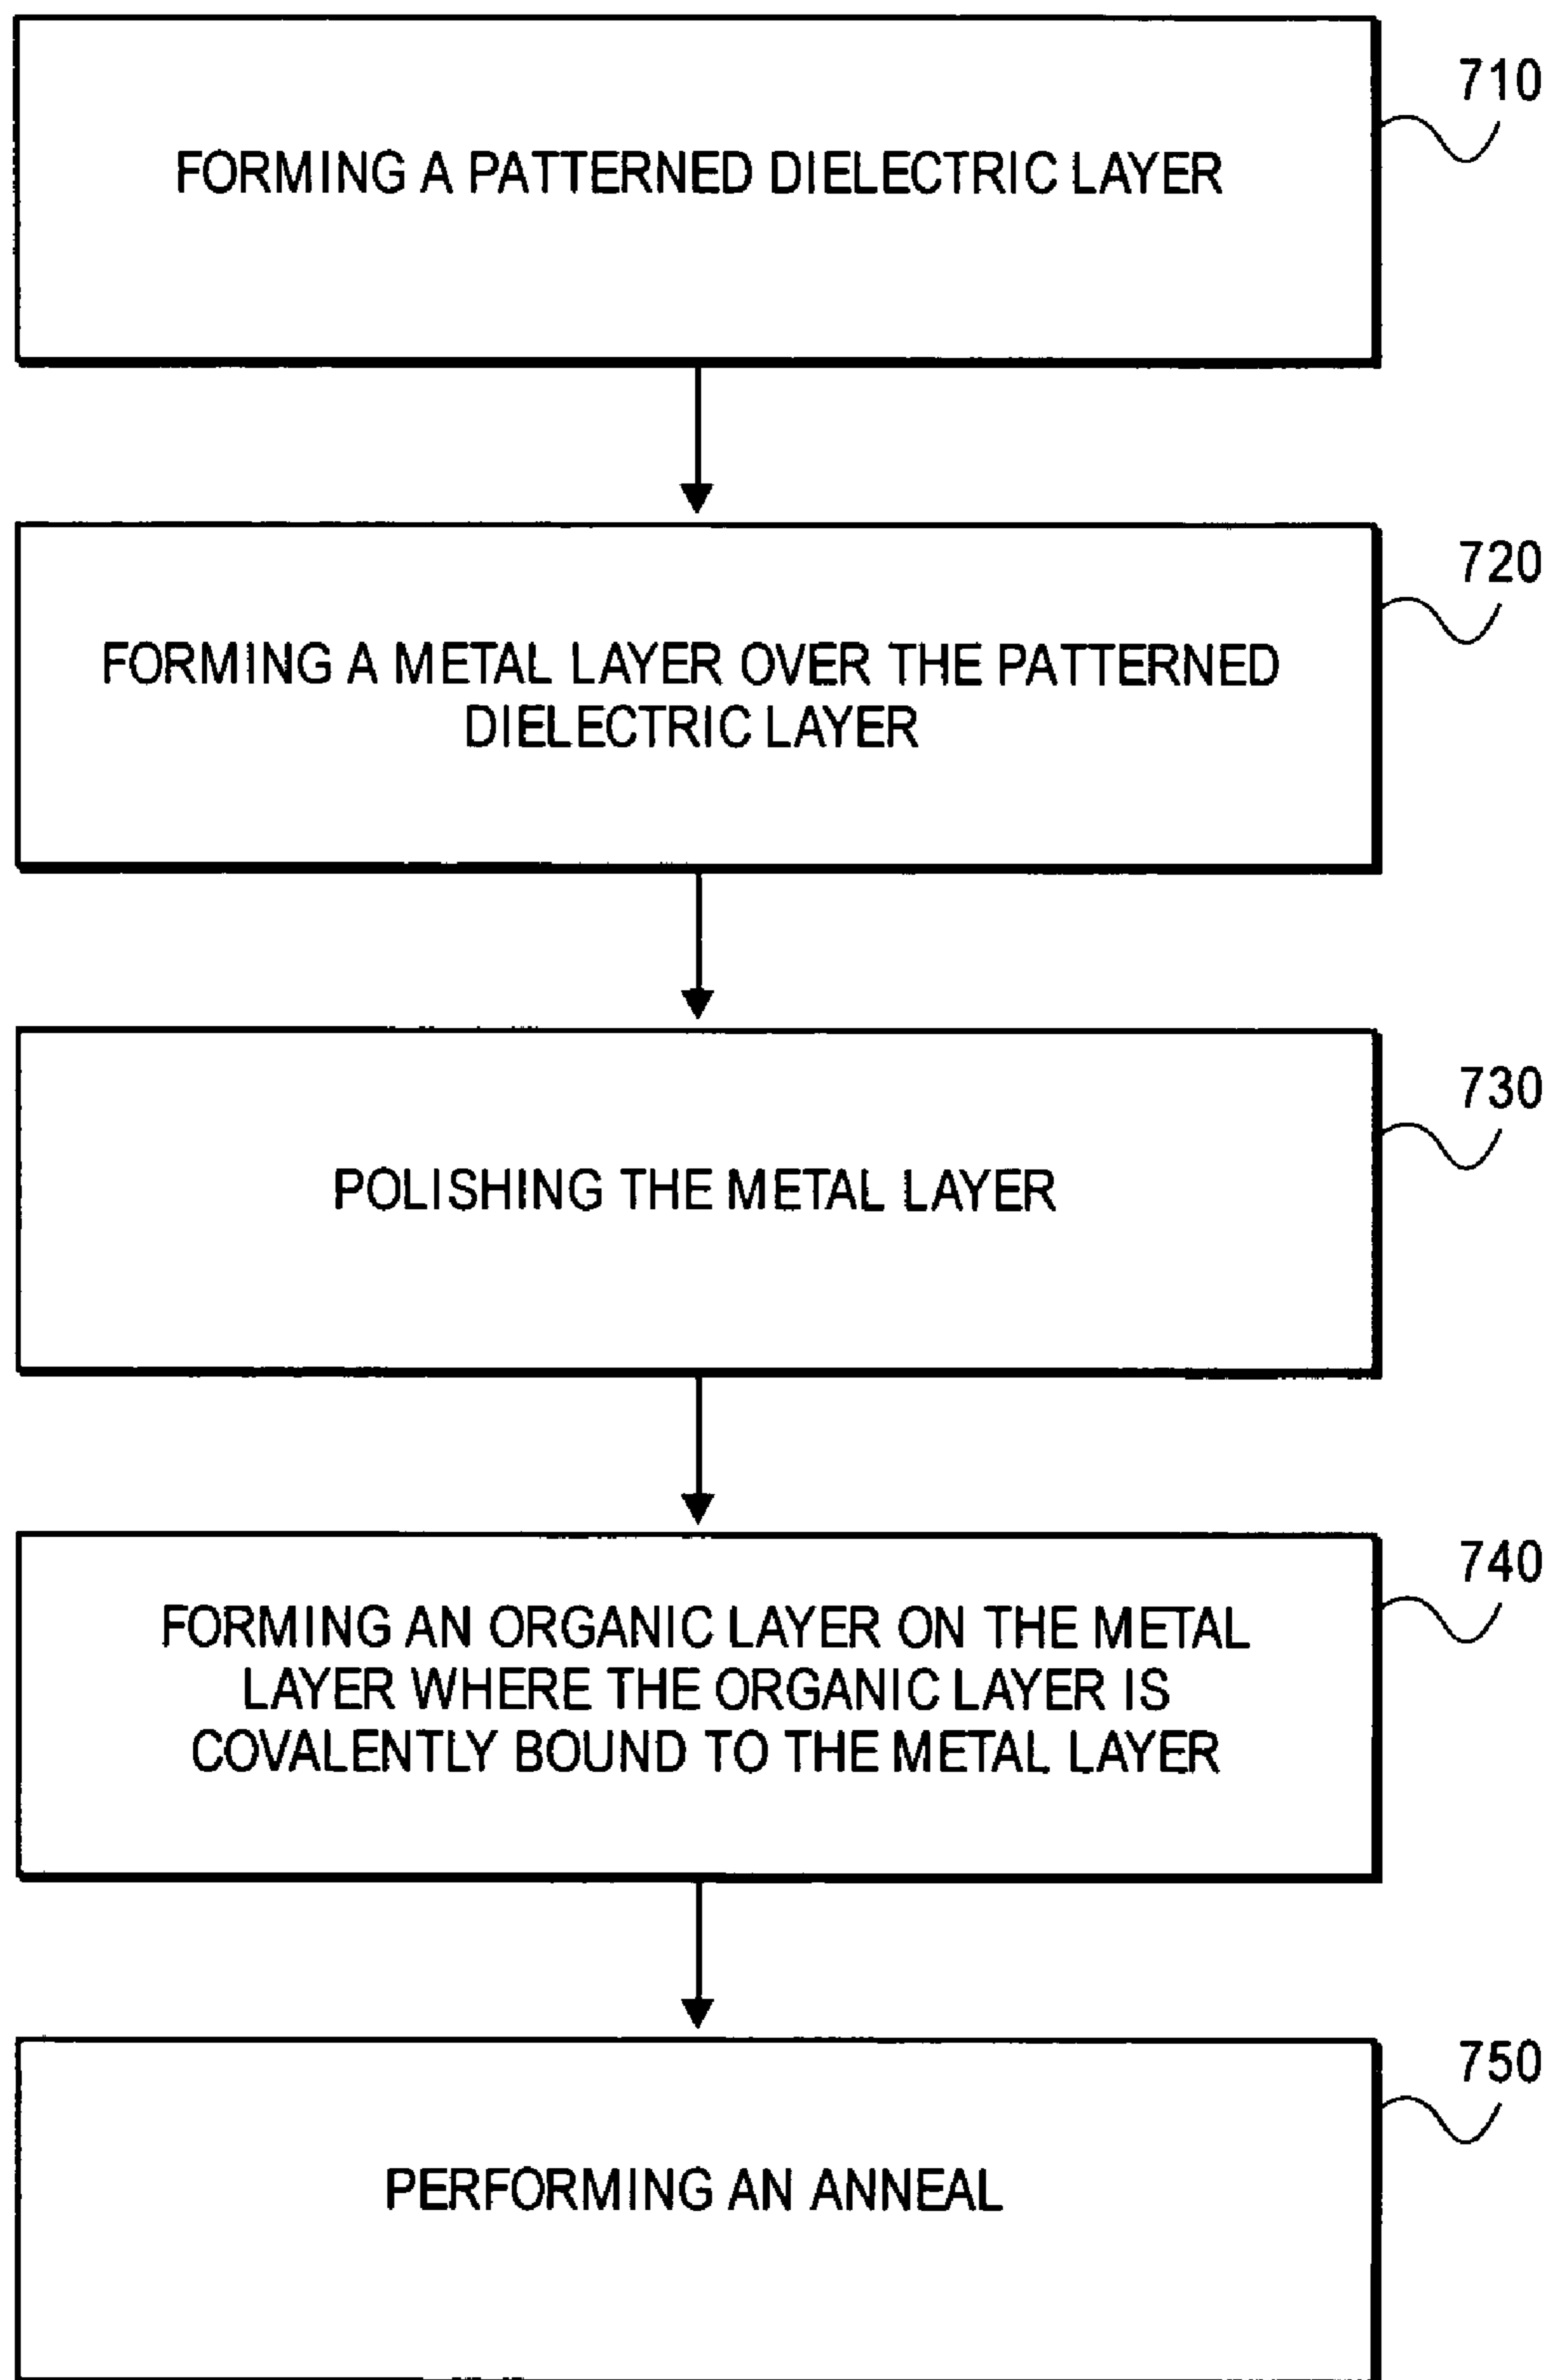 710
FORMING A PATTERNED DIELECTRIC LAYER
720
FORMING A METAL LAYER OVER THE PATTERNED
DIELECTRIC LAYER
730
POLISHING THE METAL LAYER
740
FORMING AN ORGANIC LAYER ON THE METAL
LAYER WHERE THE ORGANIC LAYER IS
COVALENTLY BOUND TO THE METAL LAYER
750
PERFORMING AN ANNEAL